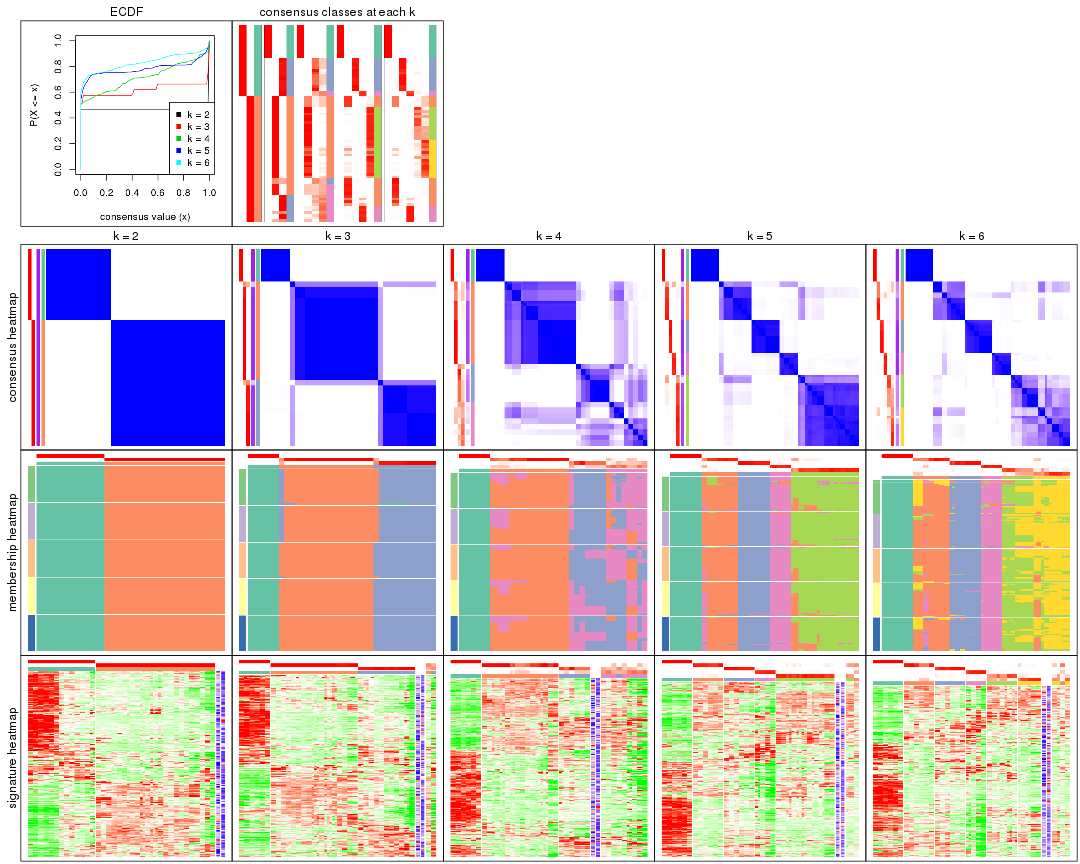 ECDF
consensus classes at each k
P(X <= x)
1.0
0.8
0.6
0.4
0.2
0.0
k = 2
k = 3
k = 4
k = 5
k = 6
0.0 0.2 0.4 0.6 0.8 1.0
consensus value (x)
k = 2
k = 3
k = 4
k = 5
k = 6
consensus heatmap
membership heatmap
signature heatmap